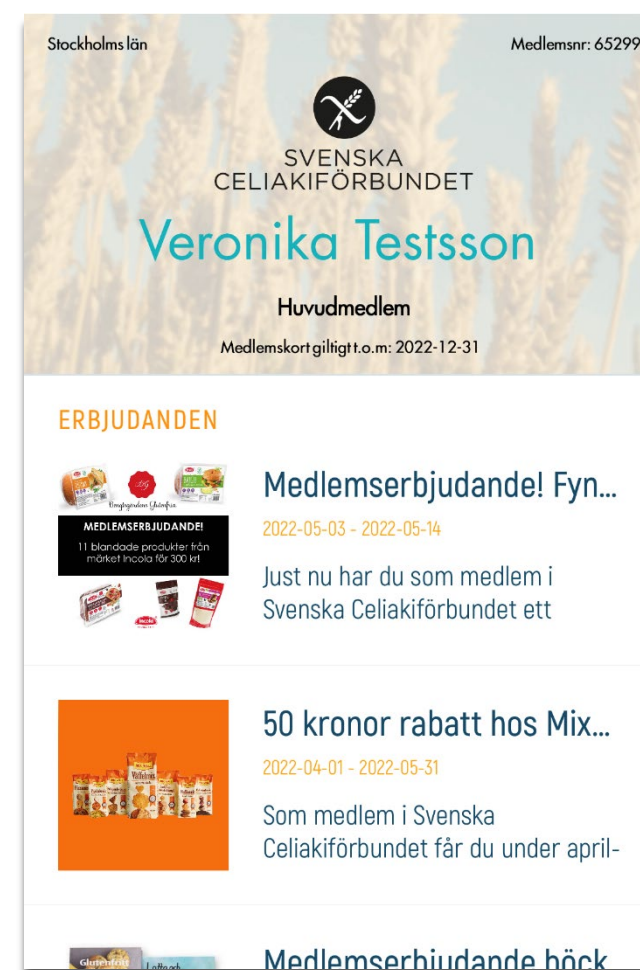 Stockholms län
Medlemsnr: 65299
SVENSKA
CELIAKIFÖRBUNDET
Veronika Testsson
Huvudmedlem
Medlemskort giltigt t.o.m: 2022-12-31
ERBJUDANDEN
MEDLEMSERBJUDANDE!
11 blandade produkter från
märket Incola för 300 kr!
Medlemserbjudande! Fyn...
2022-05-03 - 2022-05-14
Just nu har du som medlem i
Svenska Celiakiförbundet ett
50 kronor rabatt hos Mix...
2022-04-01 - 2022-05-31
Som medlem i Svenska
Celiakiförbundet får du under april-
Medlemserbjudande böck